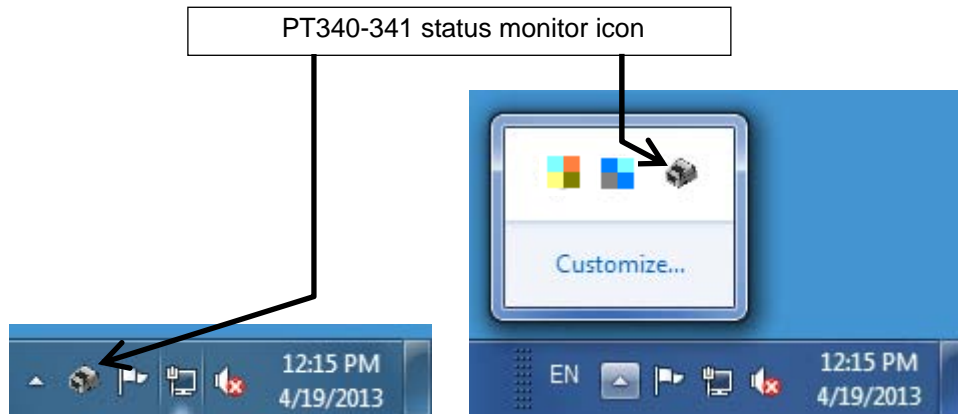 PT340-341 status monitor icon
Customize...
12:15 PM
4/19/2013
EN
12:15 PM
4/19/2013